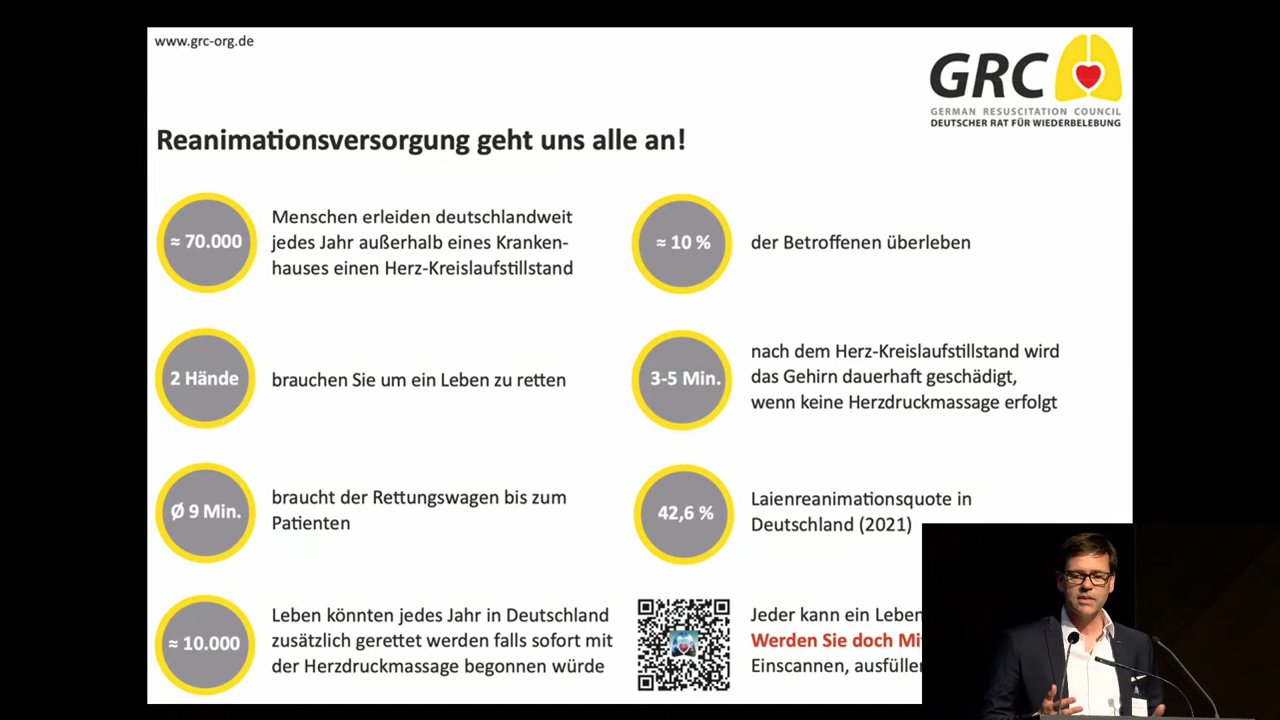 www.grc-org.de
GRC
GERMAN RESUSCITATION COUNCIL
DEUTSCHER RAT FÜR WIEDERBELEBUNG
Reanimationsversorgung geht uns alle an!
≈ 70.000
Menschen erleiden deutschlandweit
jedes Jahr außerhalb eines Kranken-
hauses einen Herz-Kreislaufstillstand
≈ 10 %
der Betroffenen überleben
2 Hände
brauchen Sie um ein Leben zu retten
3-5 Min.
nach dem Herz-Kreislaufstillstand wird
das Gehirn dauerhaft geschädigt,
wenn keine Herzdruckmassage erfolgt
Ø 9 Min.
braucht der Rettungswagen bis zum
Patienten
42,6 %
Laienreanimationsquote in
Deutschland (2021)
≈ 10.000
Leben könnten jedes Jahr in Deutschland
zusätzlich gerettet werden falls sofort mit
der Herzdruckmassage begonnen würde
Jeder kann ein Leben
Werden Sie doch
Einscannen,